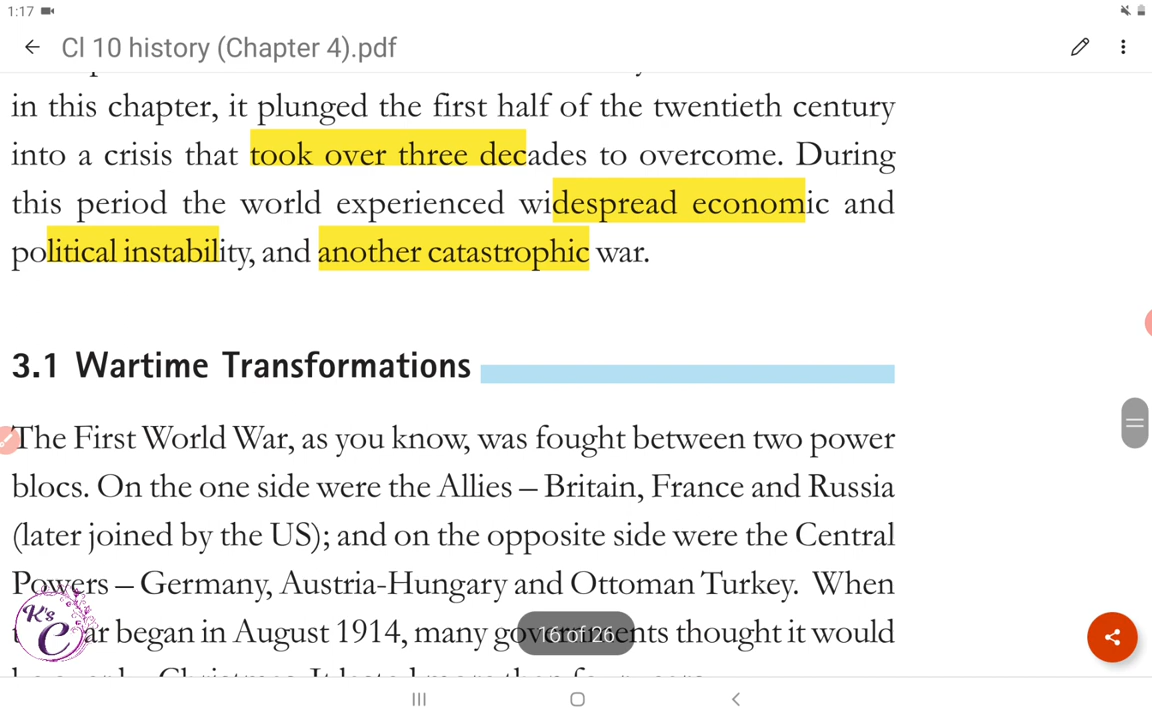 1:17
Cl 10 history (Chapter 4).pdf
in this chapter, it plunged the first half of the twentieth century
into a crisis that took over three decades to overcome. During
this period the world experienced widespread economic and
political instability, and another catastrophic war.
3.1 Wartime Transformations
The First World War, as you know, was fought between two power
blocs. On the one side were the Allies – Britain, France and Russia
(later joined by the US); and on the opposite side were the Central
Powers – Germany, Austria-Hungary and Ottoman Turkey. When
ar began in August 1914, many governments thought it would
16 of 26
K's
C